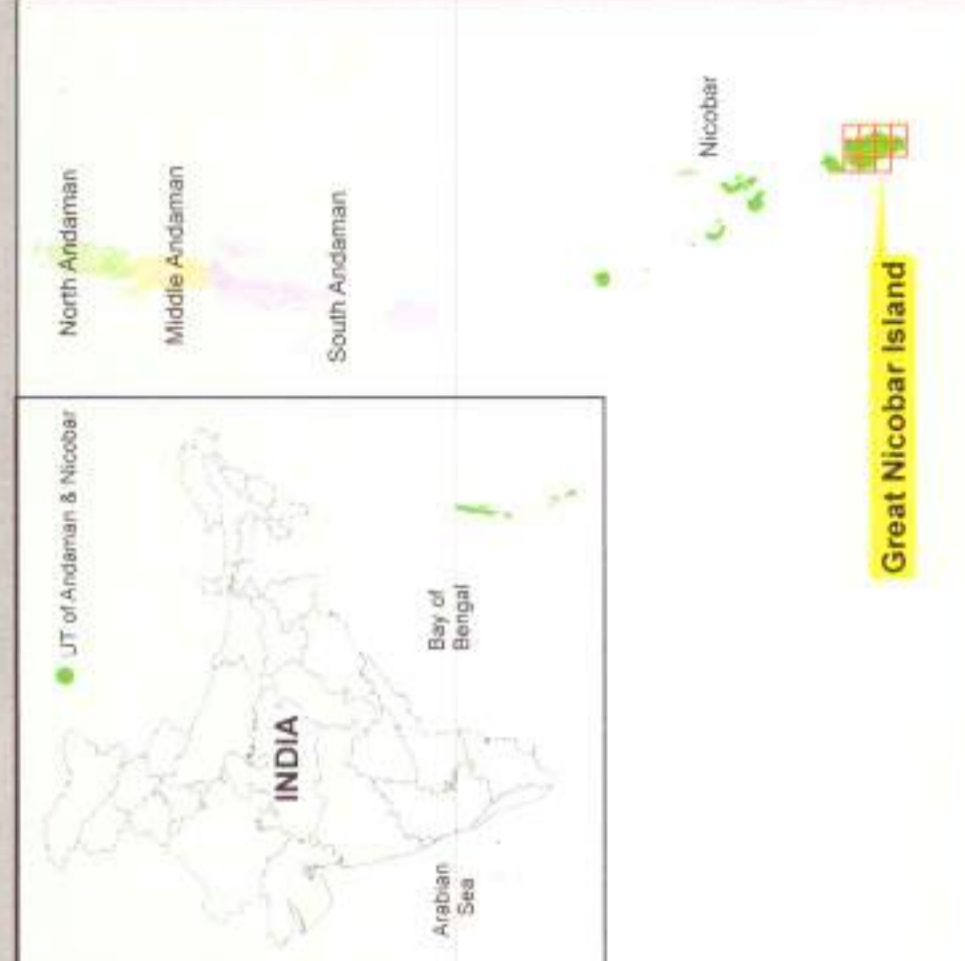 UT of Andaman & Nicobar
INDIA
Arabian
Sea
Bay of
Bengal
North Andaman
Middle Andaman
South Andaman
Nicobar
Great Nicobar Island